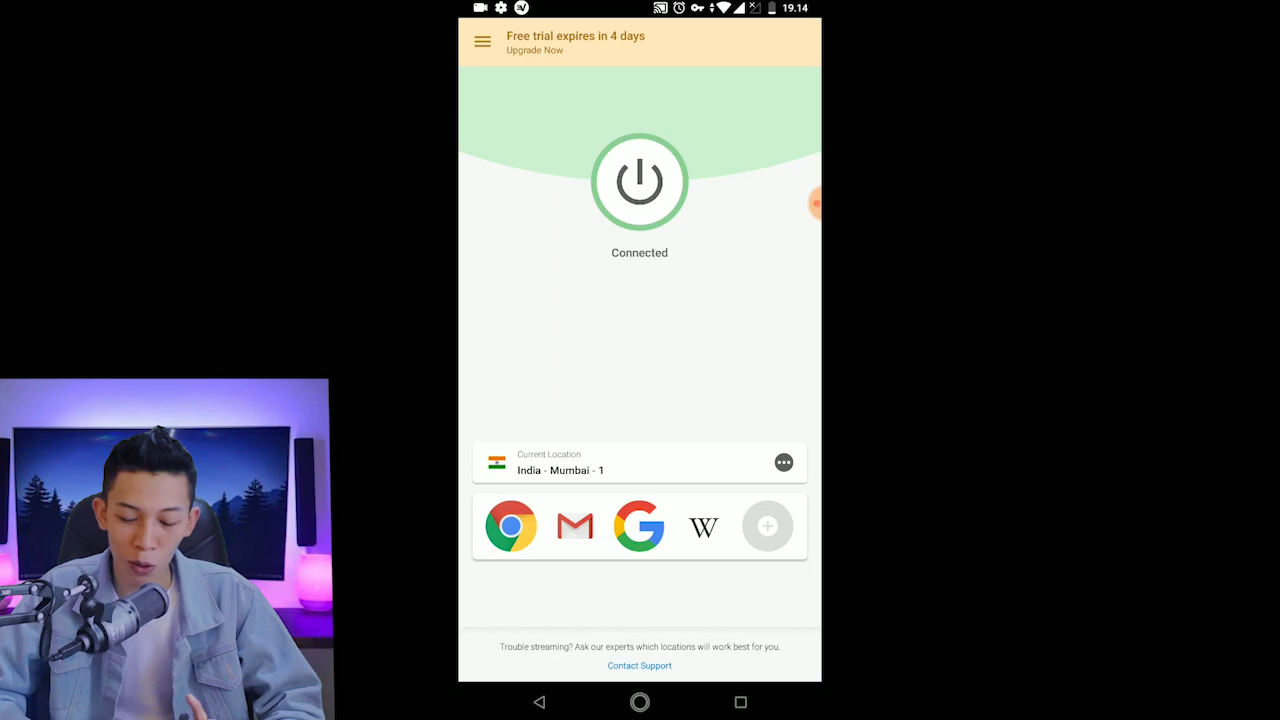 19.14
Free trial expires in 4 days
Upgrade Now
Connected
Current Location
India - Mumbai - 1
W
Trouble streaming? Ask our experts which locations will work best for you.
Contact Support